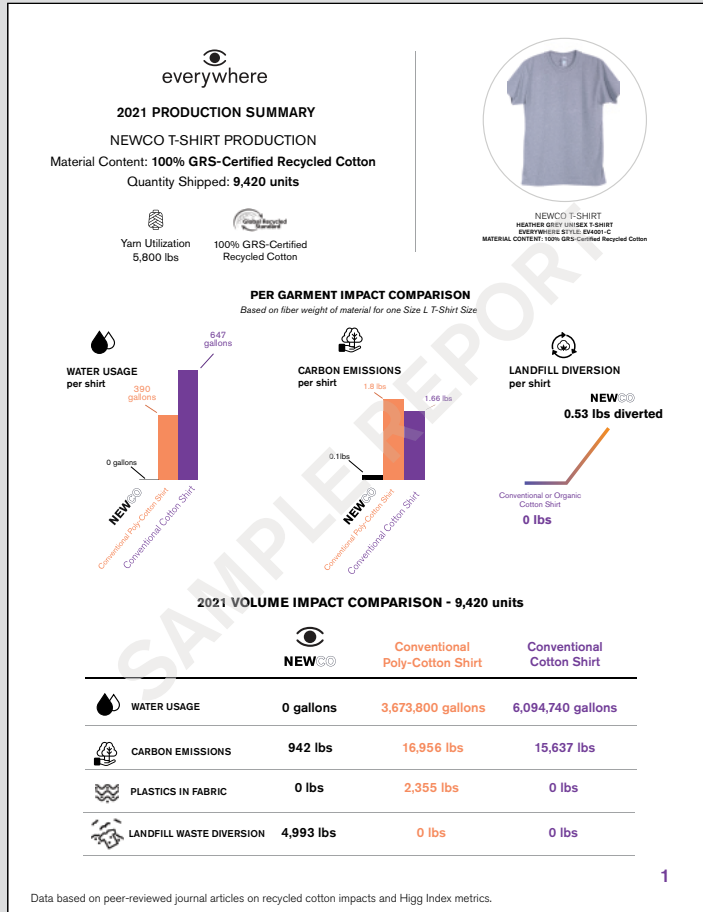 everywhere
2021 PRODUCTION SUMMARY
NEWCO T-SHIRT PRODUCTION
Material Content: 100% GRS-Certified Recycled Cotton
Quantity Shipped: 9,420 units
Yarn Utilization
5,800 lbs
Global Recycled
Standard
100% GRS-Certified
Recycled Cotton
NEWCO T-SHIRT
HEATHER GREY UNISEX T-SHIRT
EVERYWHERE STYLE: EV4001-C
MATERIAL CONTENT: 100% GRS-Certified Recycled Cotton
SAMPLE REPORT
PER GARMENT IMPACT COMPARISON
Based on fiber weight of material for one Size L T-Shirt Size
WATER USAGE
per shirt
647
gallons
390
gallons
0 gallons
NEWCO
Conventional Poly-Cotton Shirt
Conventional Cotton Shirt
CARBON EMISSIONS
per shirt
1.8 lbs
1.66 lbs
0.1lbs
NEWCO
Conventional Poly-Cotton Shirt
Conventional Cotton Shirt
LANDFILL DIVERSION
per shirt
NEWCO
0.53 lbs diverted
Conventional or Organic
Cotton Shirt
0 lbs
2021 VOLUME IMPACT COMPARISON - 9,420 units
NEWCO
Conventional
Poly-Cotton Shirt
Conventional
Cotton Shirt
WATER USAGE 0 gallons 3,673,800 gallons 6,094,740 gallons
CARBON EMISSIONS 942 lbs 16,956 lbs 15,637 lbs
PLASTICS IN FABRIC 0 lbs 2,355 lbs 0 lbs
LANDFILL WASTE DIVERSION 4,993 lbs 0 lbs 0 lbs
1
Data based on peer-reviewed journal articles on recycled cotton impacts and Higg Index metrics.